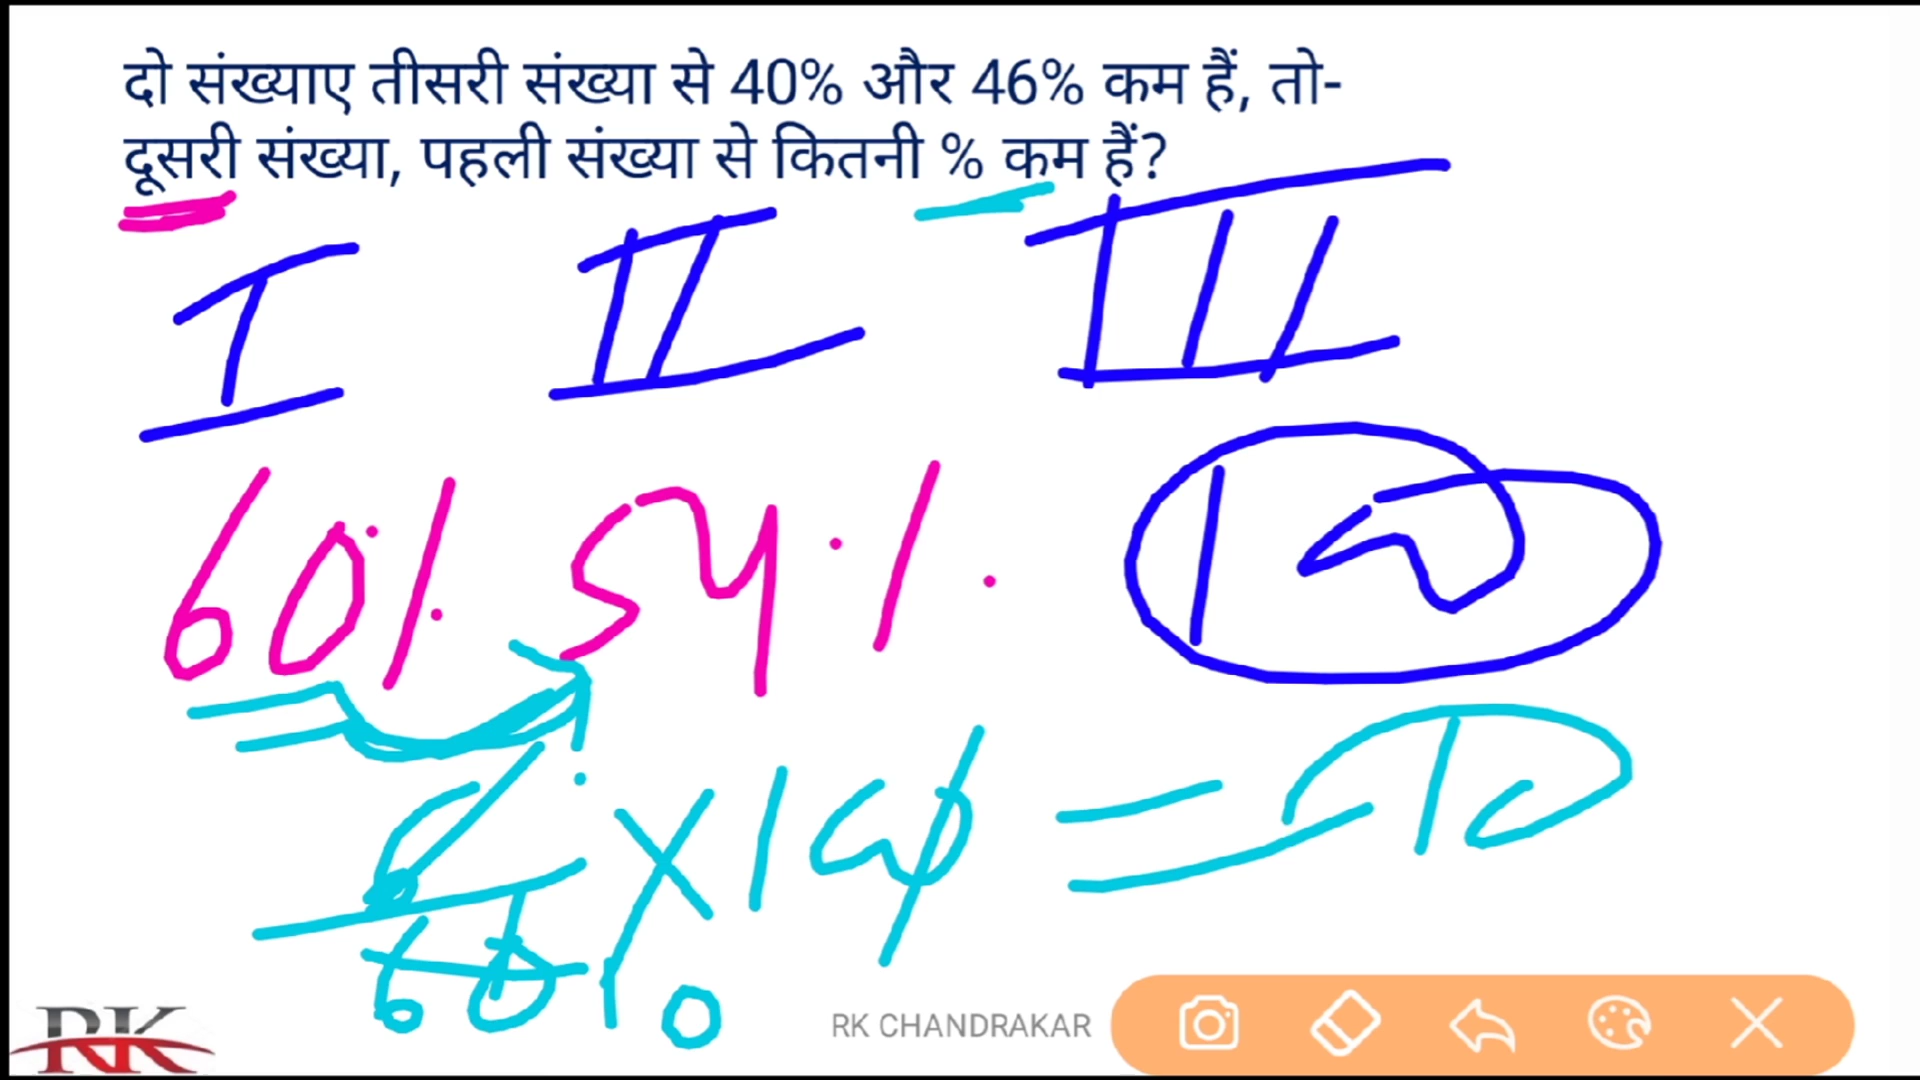 दो संख्याए तीसरी संख्या से 40% और 46% कम हैं, तो-
दूसरी संख्या, पहली संख्या से कितनी % कम हैं?
I II III
60% 54% 100
6/60 × 100 = 10
10
RK CHANDRAKAR
RK